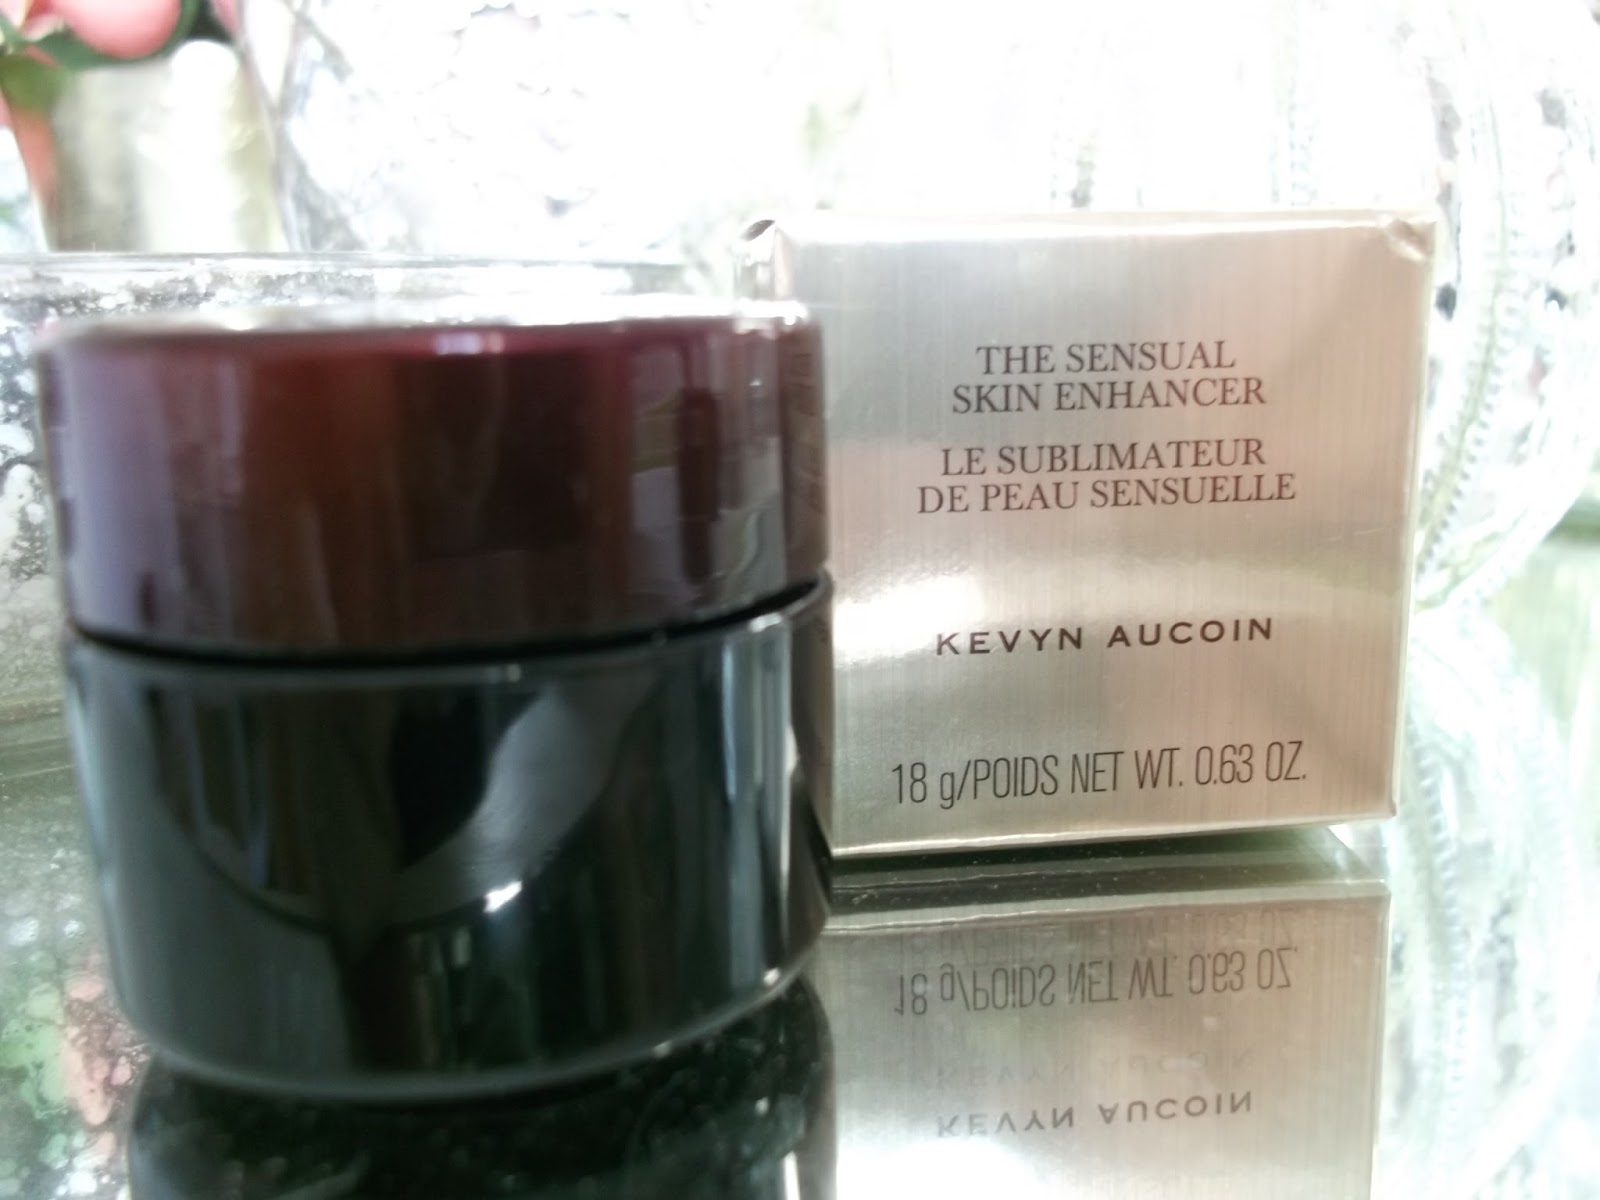 THE SENSUAL
SKIN ENHANCER
LE SUBLIMATEUR
DE PEAU SENSUELLE
KEVYN AUCOIN
18 g/POIDS NET WT. 0.63 OZ.